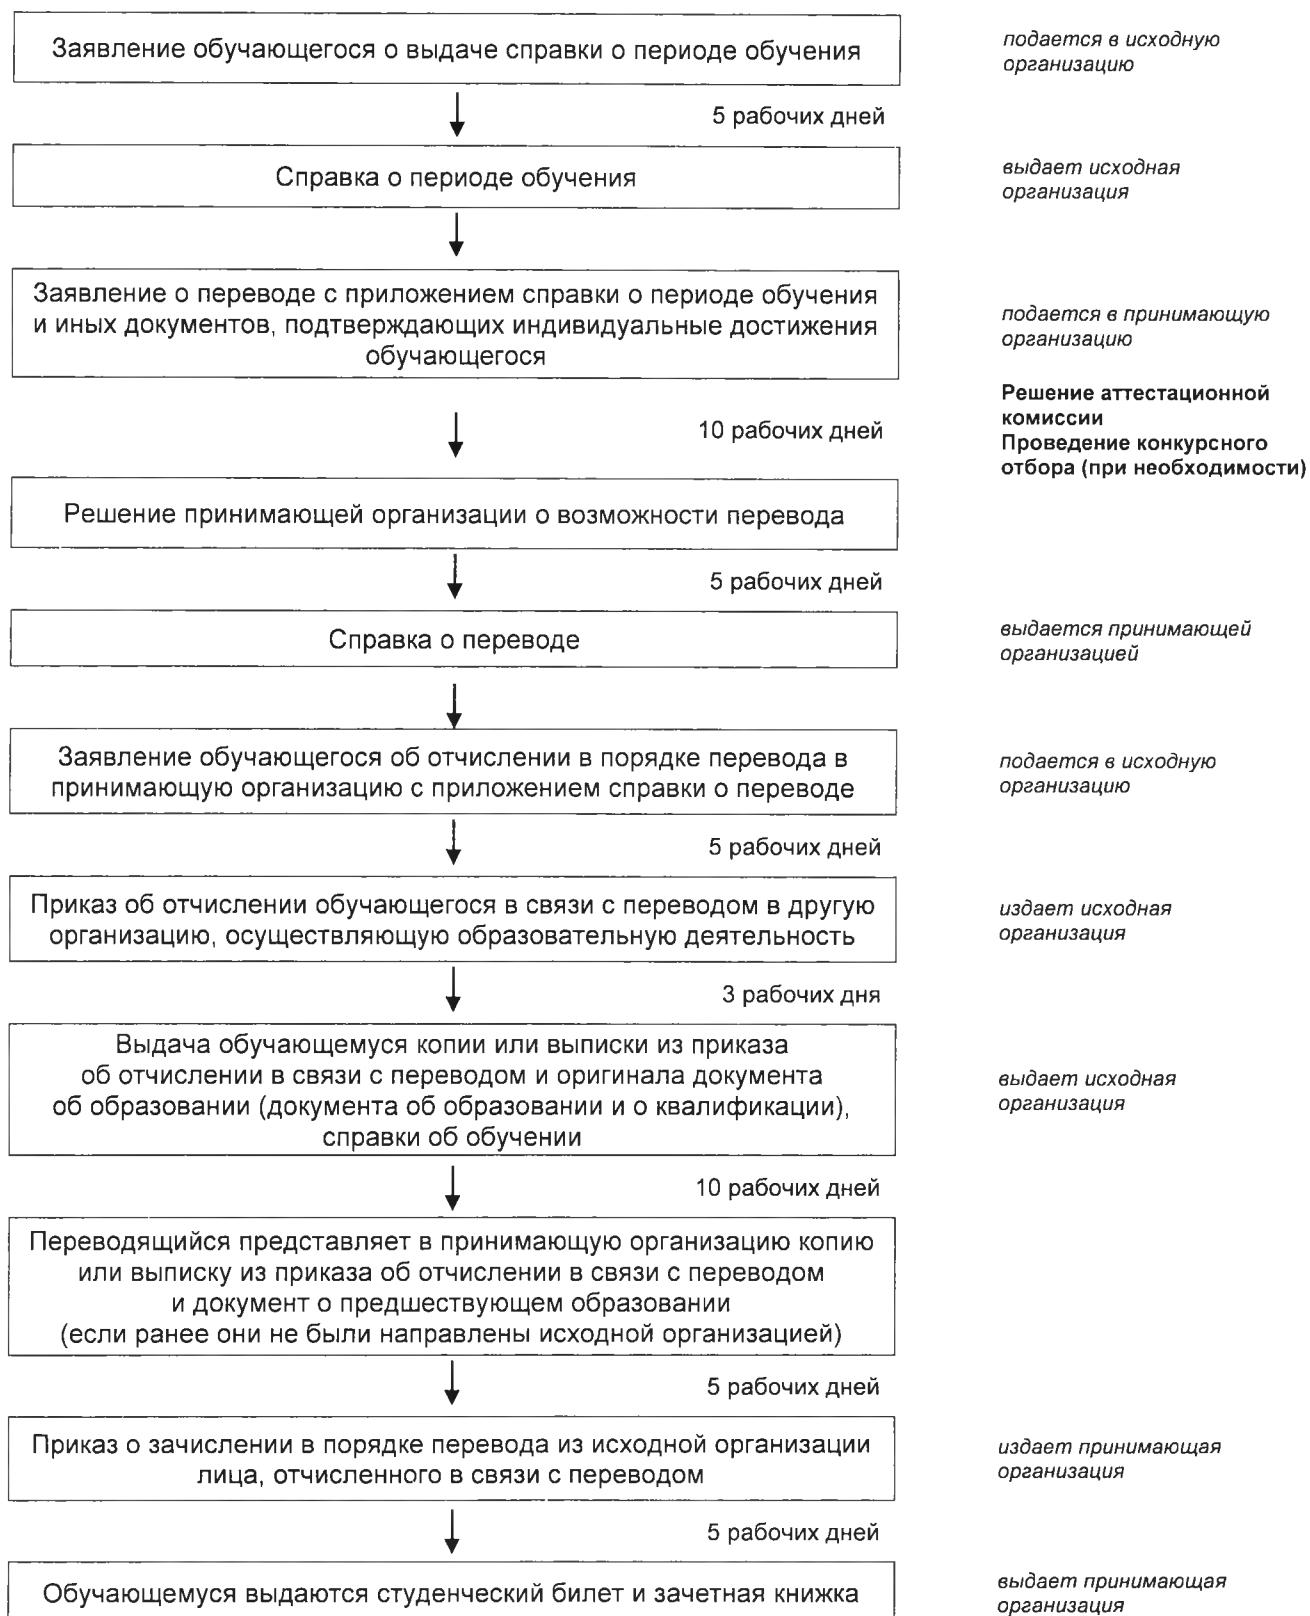 Заявление обучающегося о выдаче справки о периоде обучения
подается в исходную
организацию
5 рабочих дней
Справка о периоде обучения
выдает исходная
организация
Заявление о переводе с приложением справки о периоде обучения
и иных документов, подтверждающих индивидуальные достижения
обучающегося
подается в принимающую
организацию
10 рабочих дней
Решение аттестационной
комиссии
Проведение конкурсного
отбора (при необходимости)
Решение принимающей организации о возможности перевода
5 рабочих дней
Справка о переводе
выдается принимающей
организацией
Заявление обучающегося об отчислении в порядке перевода в
принимающую организацию с приложением справки о переводе
подается в исходную
организацию
5 рабочих дней
Приказ об отчислении обучающегося в связи с переводом в другую
организацию, осуществляющую образовательную деятельность
издает исходная
организация
3 рабочих дня
Выдача обучающемуся копии или выписки из приказа
об отчислении в связи с переводом и оригинала документа
об образовании (документа об образовании и о квалификации),
справки об обучении
выдает исходная
организация
10 рабочих дней
Переводящийся представляет в принимающую организацию копию
или выписку из приказа об отчислении в связи с переводом
и документ о предшествующем образовании
(если ранее они не были направлены исходной организацией)
5 рабочих дней
Приказ о зачислении в порядке перевода из исходной организации
лица, отчисленного в связи с переводом
издает принимающая
организация
5 рабочих дней
Обучающемуся выдаются студенческий билет и зачетная книжка
выдает принимающая
организация